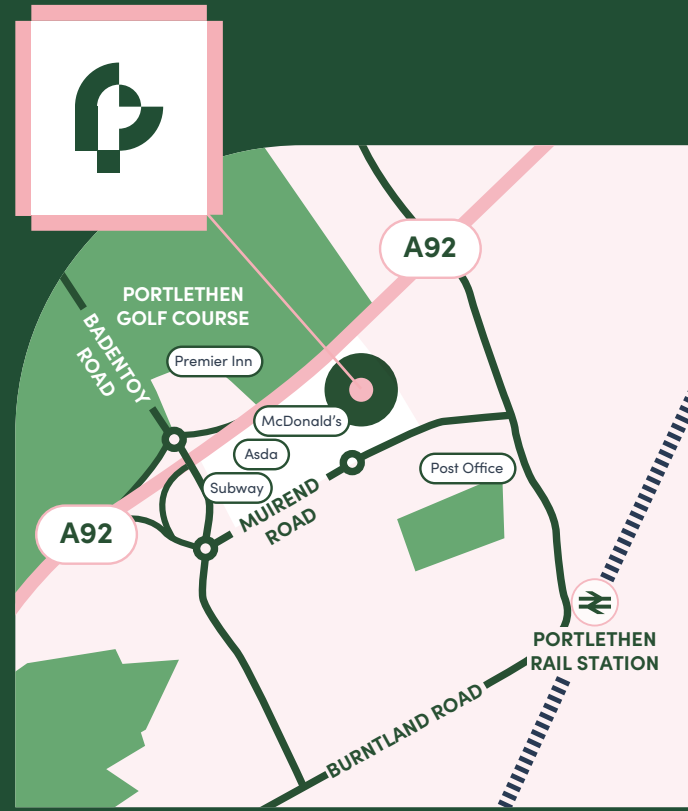 A92
PORTLETHEN
GOLF COURSE
BADENTOY
ROAD
Premier Inn
McDonald's
Asda
Subway
Post Office
MUIREND
ROAD
A92
PORTLETHEN
RAIL STATION
BURNTLAND ROAD